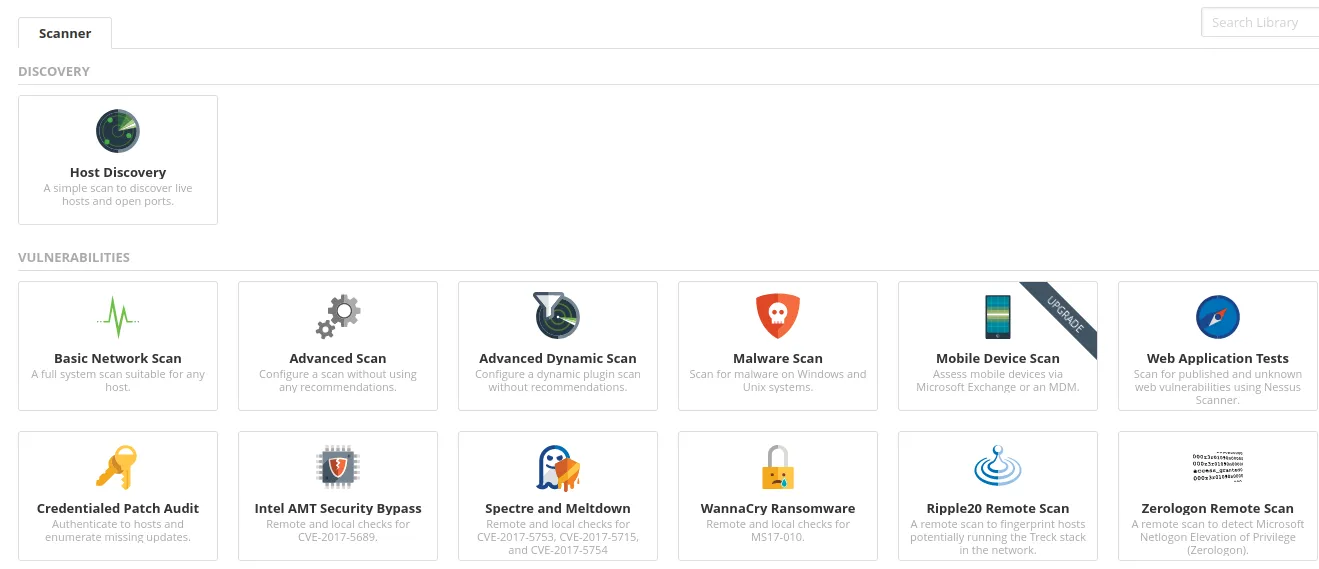 Scanner
Search Library
DISCOVERY
Host Discovery
A simple scan to discover live
hosts and open ports.
VULNERABILITIES
Basic Network Scan
A full system scan suitable for any
host.
Advanced Scan
Configure a scan without using
any recommendations.
Advanced Dynamic Scan
Configure a dynamic plugin scan
without recommendations.
Malware Scan
Scan for malware on Windows and
Unix systems.
UPGRADE
Mobile Device Scan
Assess mobile devices via
Microsoft Exchange or an MDM.
Web Application Tests
Scan for published and unknown
web vulnerabilities using Nessus
Scanner.
Credentialed Patch Audit
Authenticate to hosts and
enumerate missing updates.
Intel AMT Security Bypass
Remote and local checks for
CVE-2017-5689.
Spectre and Meltdown
Remote and local checks for
CVE-2017-5753, CVE-2017-5715,
and CVE-2017-5754
WannaCry Ransomware
Remote and local checks for
MS17-010.
Ripple20 Remote Scan
A remote scan to fingerprint hosts
potentially running the Treck stack
in the network.
Zerologon Remote Scan
A remote scan to detect Microsoft
Netlogon Elevation of Privilege
(Zerologon).